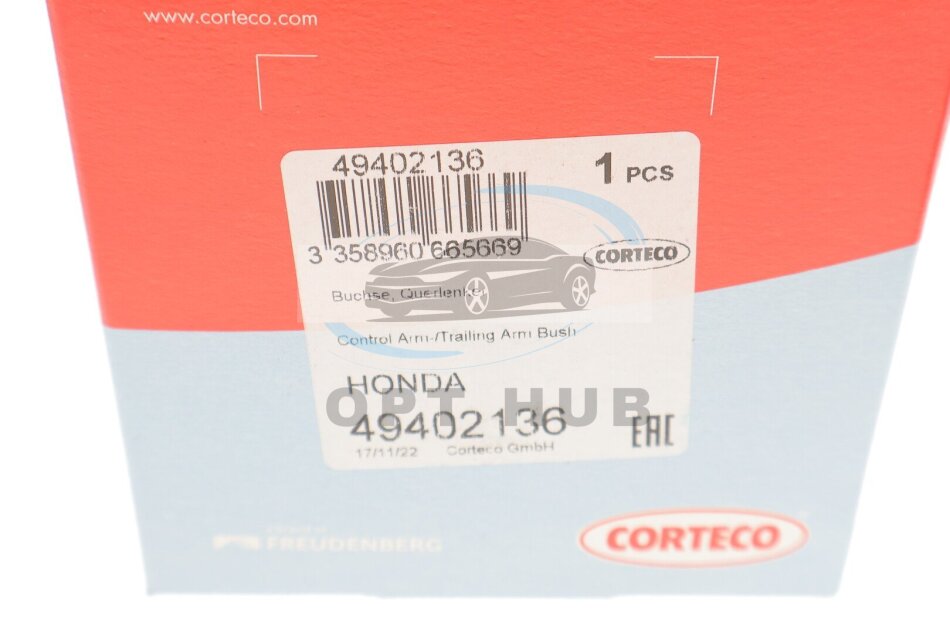 www.corteco.com
49402136
1 PCS
3 358960 665669
CORTECO
Buchse, Querlenker
Control Arm-/Trailing Arm Bush
HONDA
OPT HUB
49402136
EAC
17/11/22 Corteco GmbH
FREUDENBERG
CORTECO